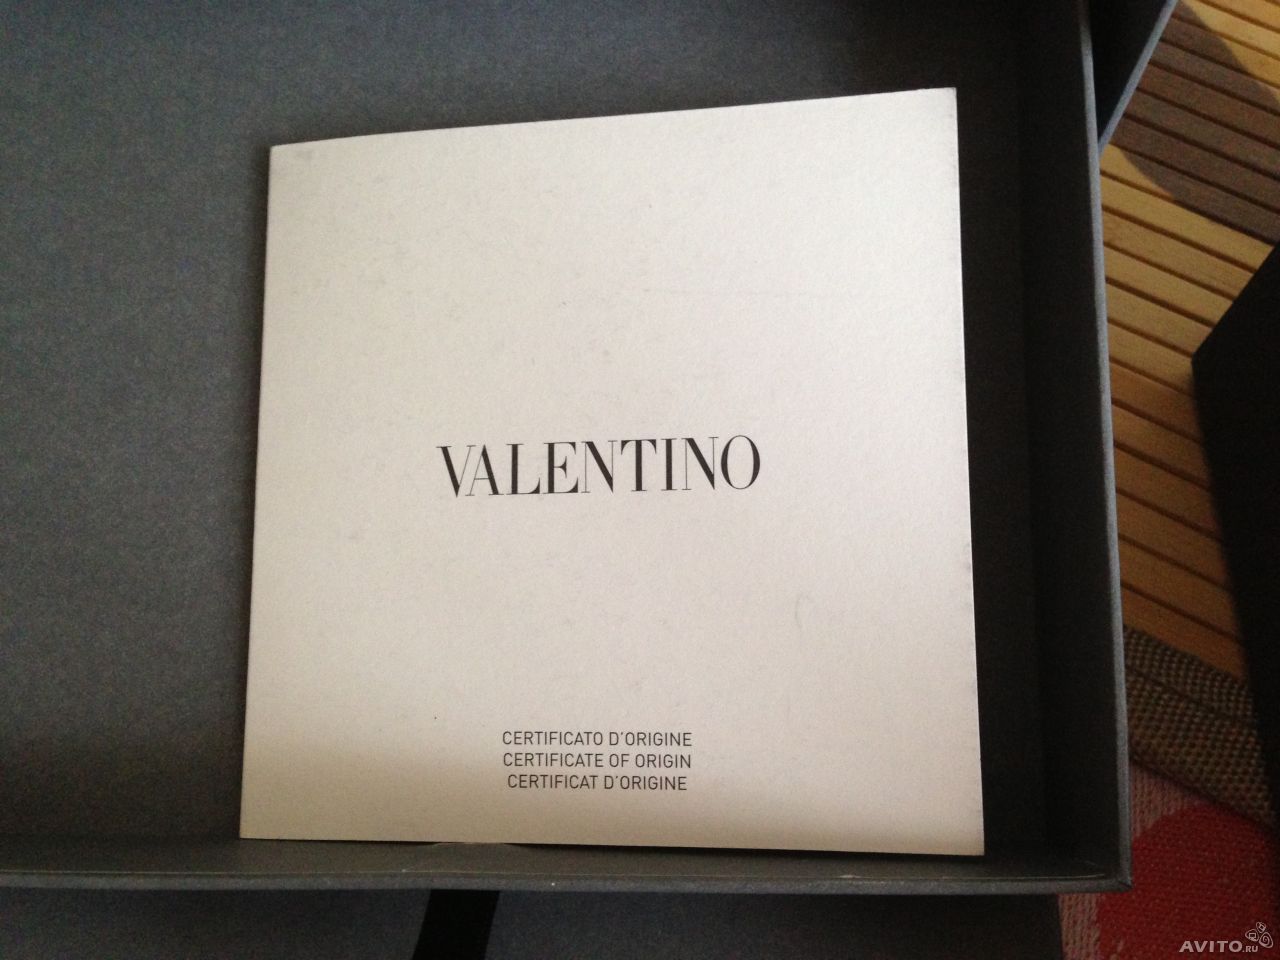 VALENTINO
CERTIFICATO D'ORIGINE
CERTIFICATE OF ORIGIN
CERTIFICAT D'ORIGINE
AVITO.RU